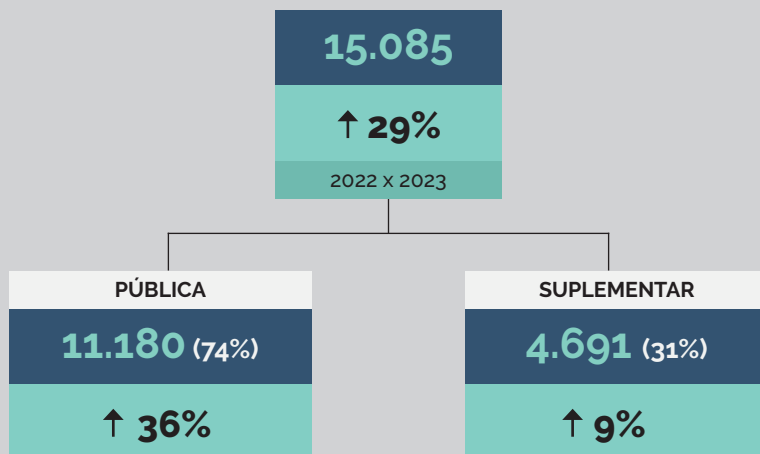 15.085
↑ 29%
2022 x 2023
PÚBLICA
11.180 (74%)
↑ 36%
SUPLEMENTAR
4.691 (31%)
↑ 9%